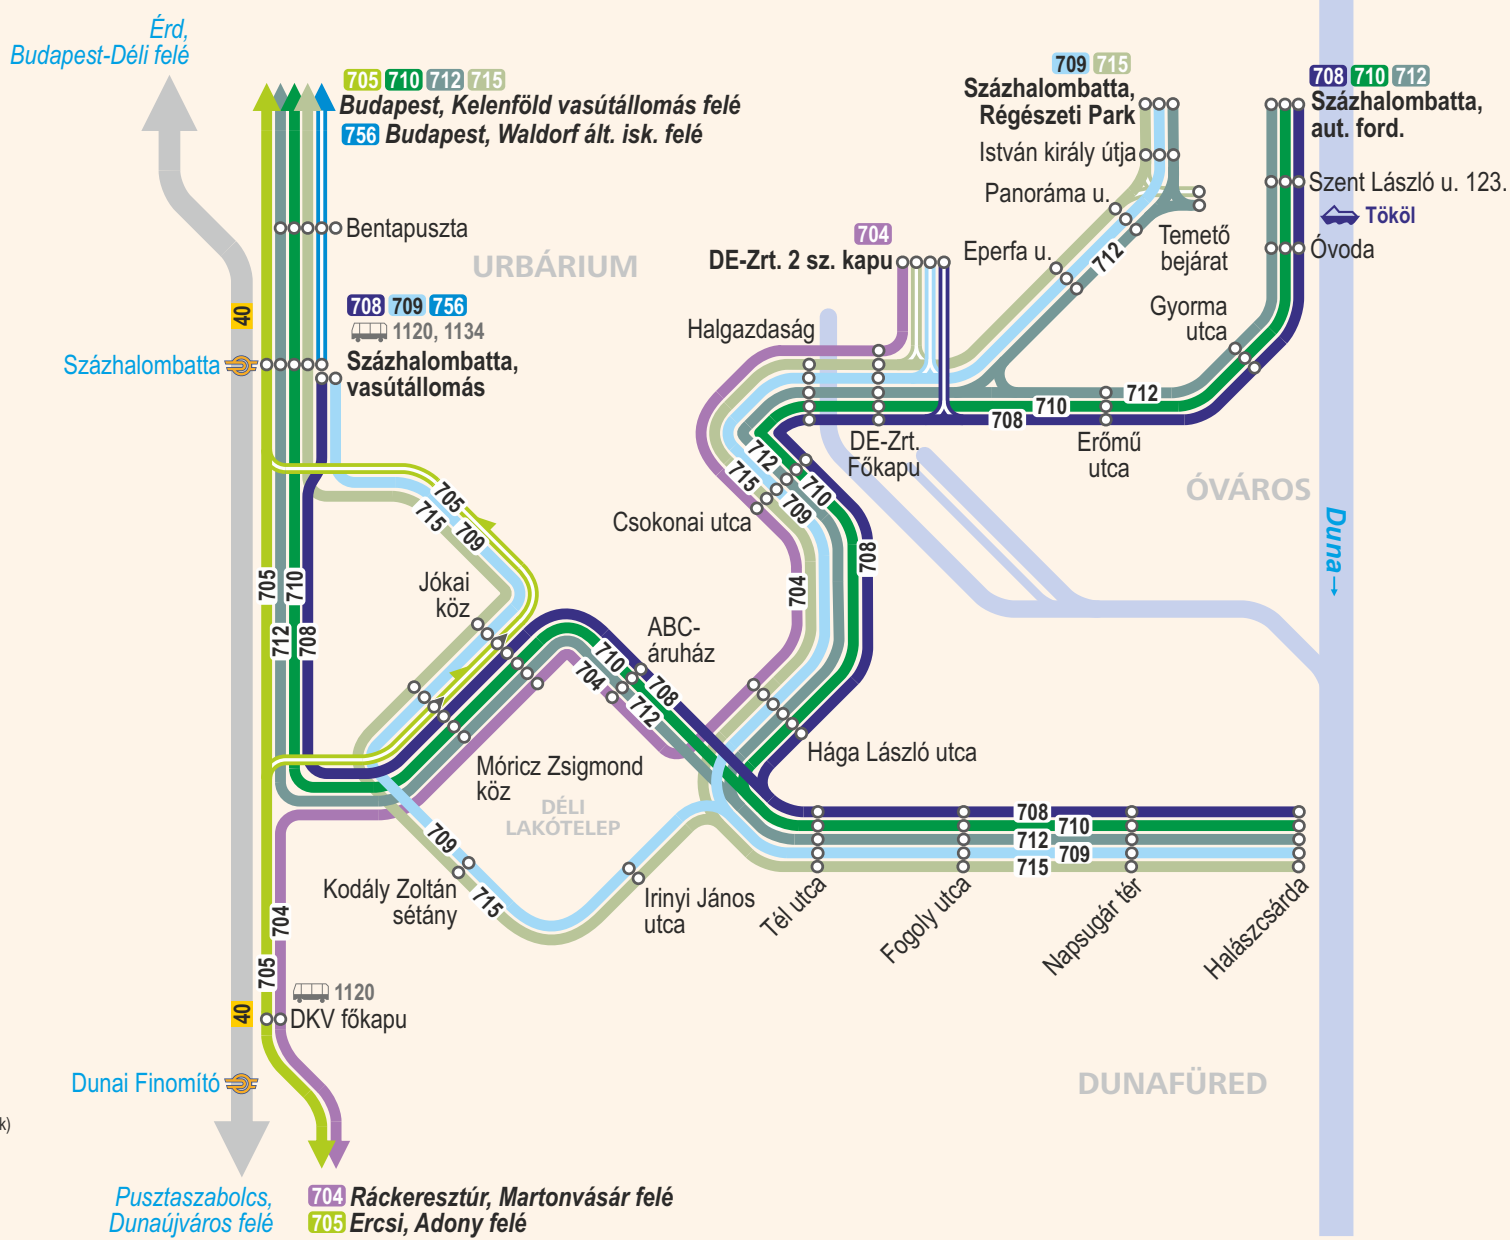 Érd,
Budapest-Déli felé
705 710 712 715
Budapest, Kelenföld vasútállomás felé
756 Budapest, Waldorf ált. isk. felé
709 715
Százhalombatta,
Régészeti Park
708 710 712
Százhalombatta,
aut. ford.
István király útja
Panoráma u.
Szent László u. 123.
Tököl
Bentapuszta
URBÁRIUM
704
DE-Zrt. 2 sz. kapu
Eperfa u.
712
Temető
bejárat
Óvoda
Gyorma
utca
40
708 709 756
1120, 1134
Százhalombatta,
vasútállomás
Százhalombatta
Halgazdaság
712
710
708
DE-Zrt.
Főkapu
Erőmű
utca
ÓVÁROS
Duna→
712
715
710
709
Csokonai utca
705
715
709
708
704
705
710
712
708
Jókai
köz
ABC-
áruház
710
704
708
712
Hága László utca
Móricz Zsigmond
köz
DÉLI
LAKÓTELEP
709
715
Kodály Zoltán
sétány
Irinyi János
utca
708
710
712
709
715
Tél utca
Fogoly utca
Napsugár tér
Halászcsárda
704
705
40
1120
DKV főkapu
Dunai Finomító
DUNAFÜRED
k)
Pusztaszabolcs,
Dunaújváros felé
704 Ráckeresztúr, Martonvásár felé
705 Ercsi, Adony felé